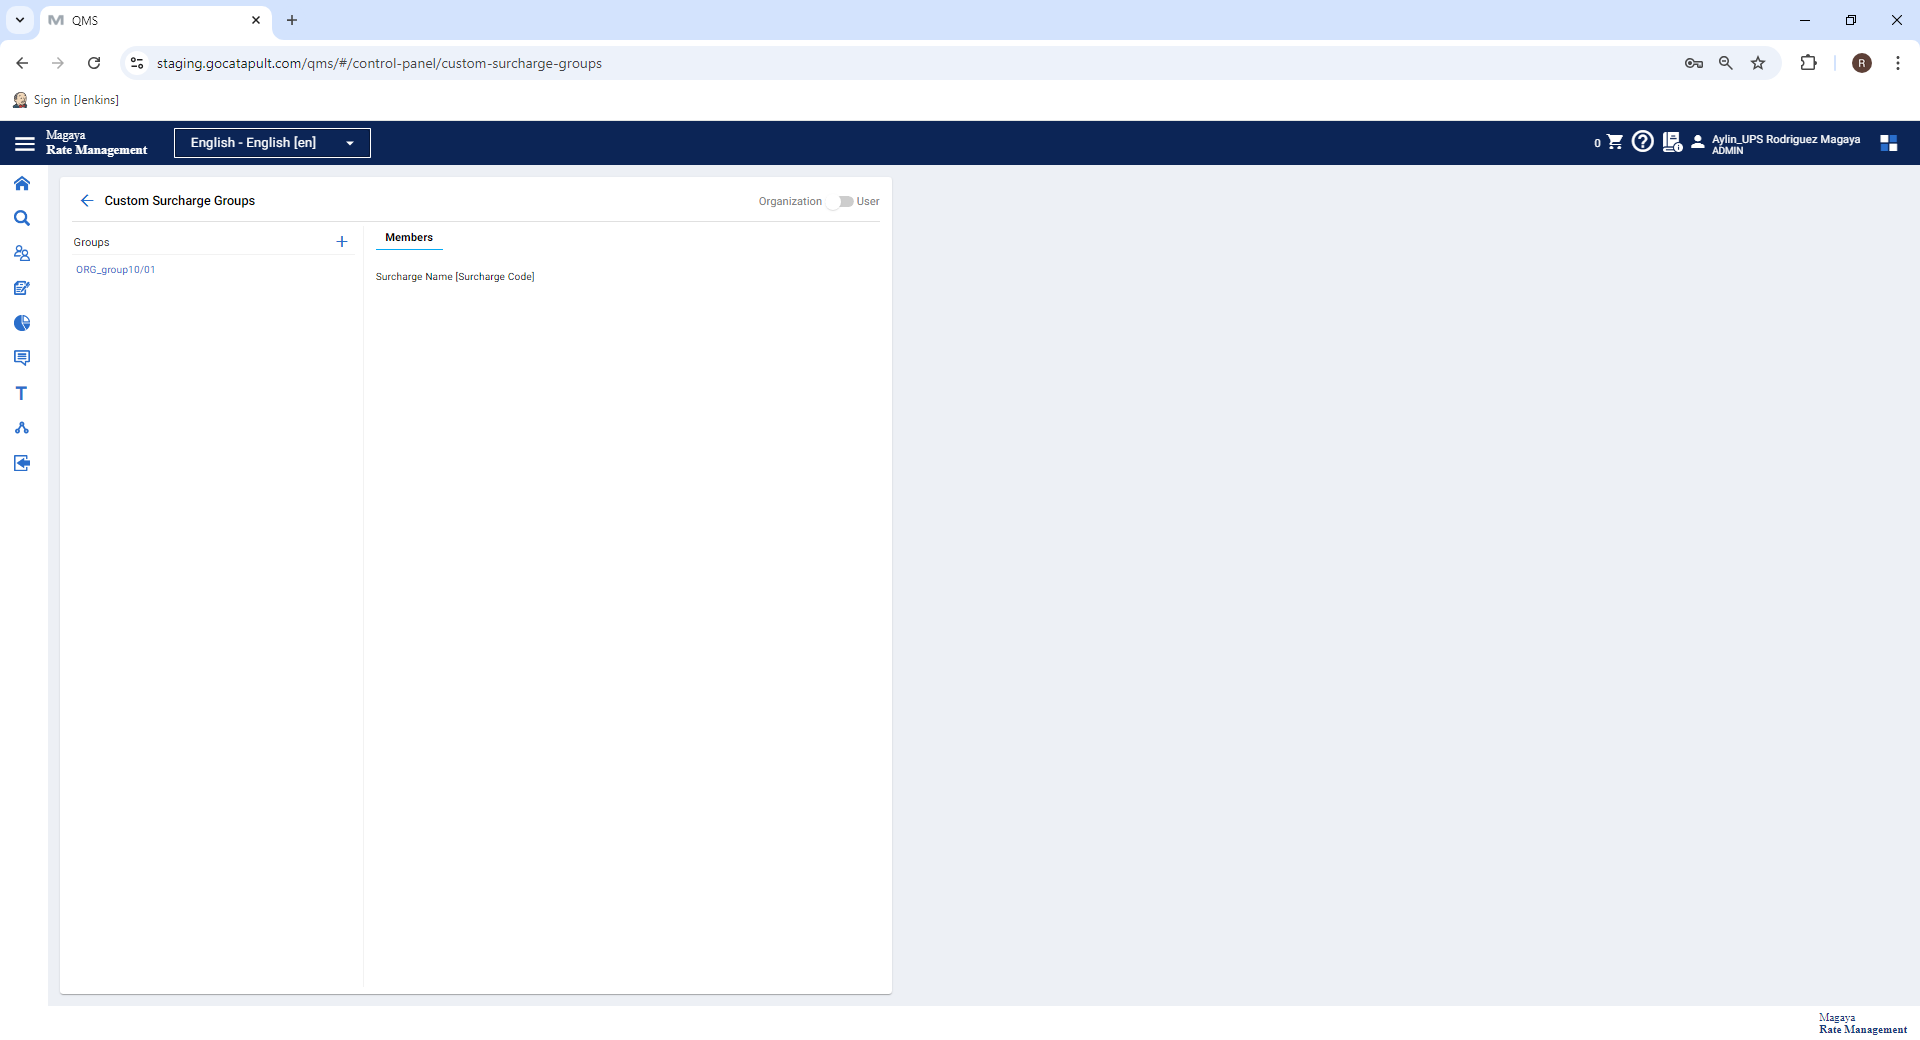 QMS
staging.gocatapult.com/qms/#/control-panel/custom-surcharge-groups
R
Sign in [Jenkins]
Magaya
Rate Management
English - English [en]
0
Aylin_UPS Rodriguez Magaya
ADMIN
Custom Surcharge Groups
Organization
User
Groups
Members
ORG_group10/01
Surcharge Name [Surcharge Code]
Magaya
Rate Management